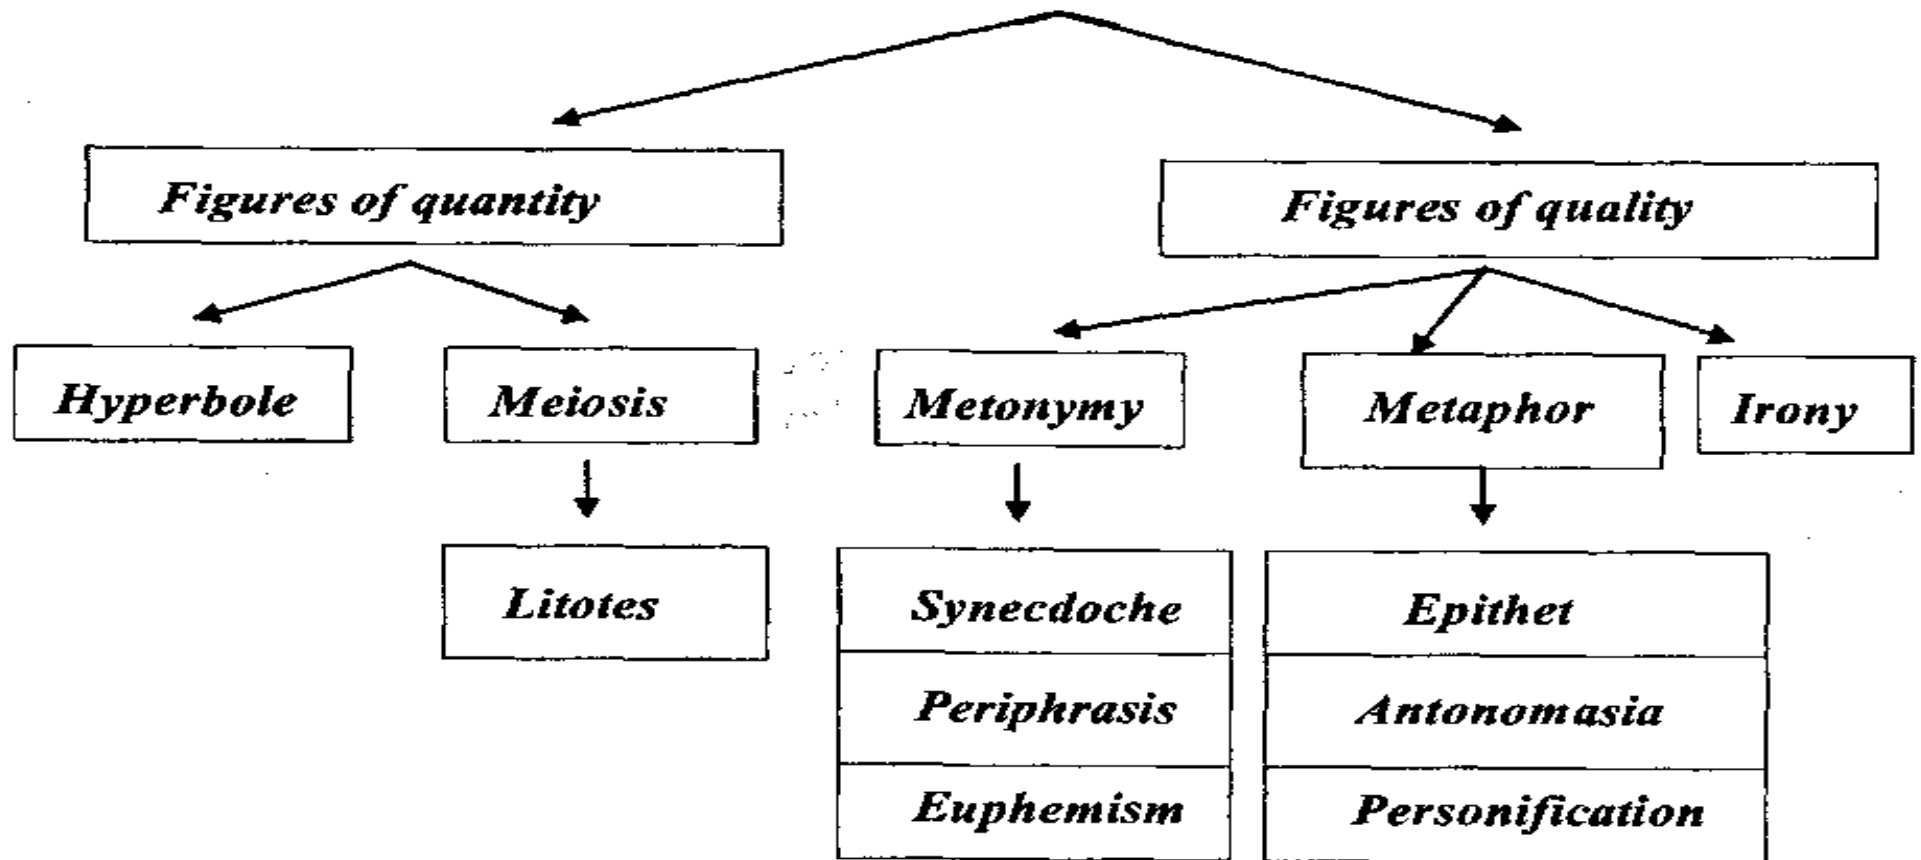 Figures of quantity
Figures of quality
Hyperbole
Meiosis
Metonymy
Metaphor
Irony
Litotes
Synecdoche
Epithet
Periphrasis
Antonomasia
Euphemism
Personification